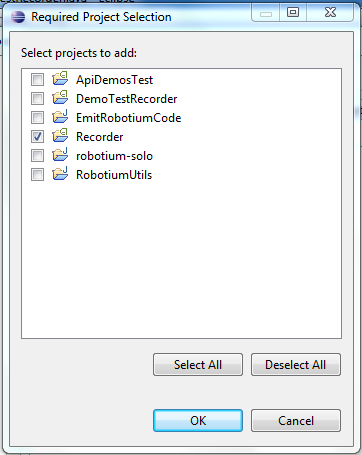 Required Project Selection
Select projects to add:
ApiDemosTest
DemoTestRecorder
EmitRobotiumCode
Recorder
robotium-solo
RobotiumUtils
Select All
Deselect All
OK
Cancel